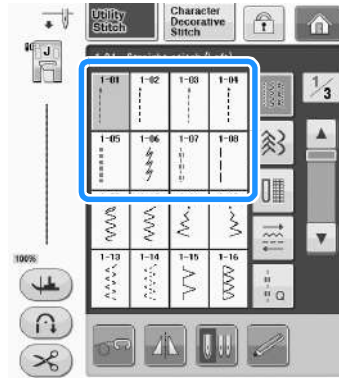 Utility
Stitch
Character
Decorative
Stitch
J
1/3
1-01 1-02 1-03 1-04
1-05 1-06 1-07 1-08
100%
1-13 1-14 1-15 1-16
Q